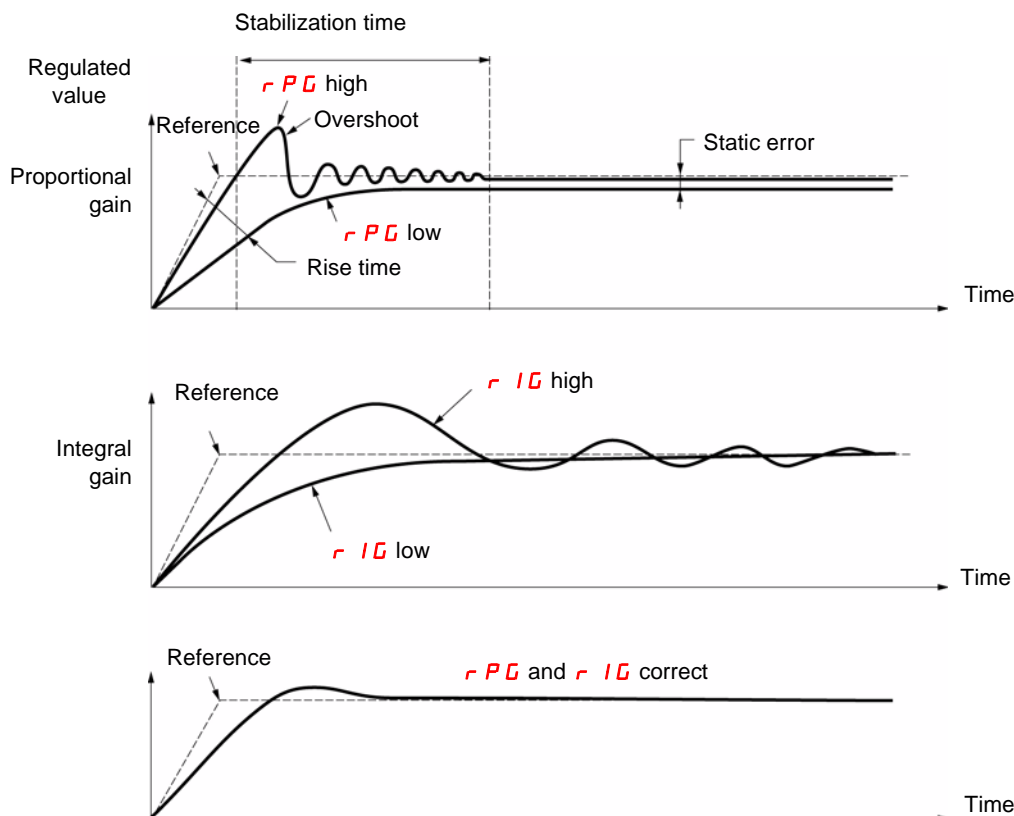 Stabilization time
Regulated
value
rPG high
Reference
Overshoot
Static error
Proportional
gain
rPG low
Rise time
Time
rIG high
Reference
Integral
gain
rIG low
Time
Reference
rPG and rIG correct
Time